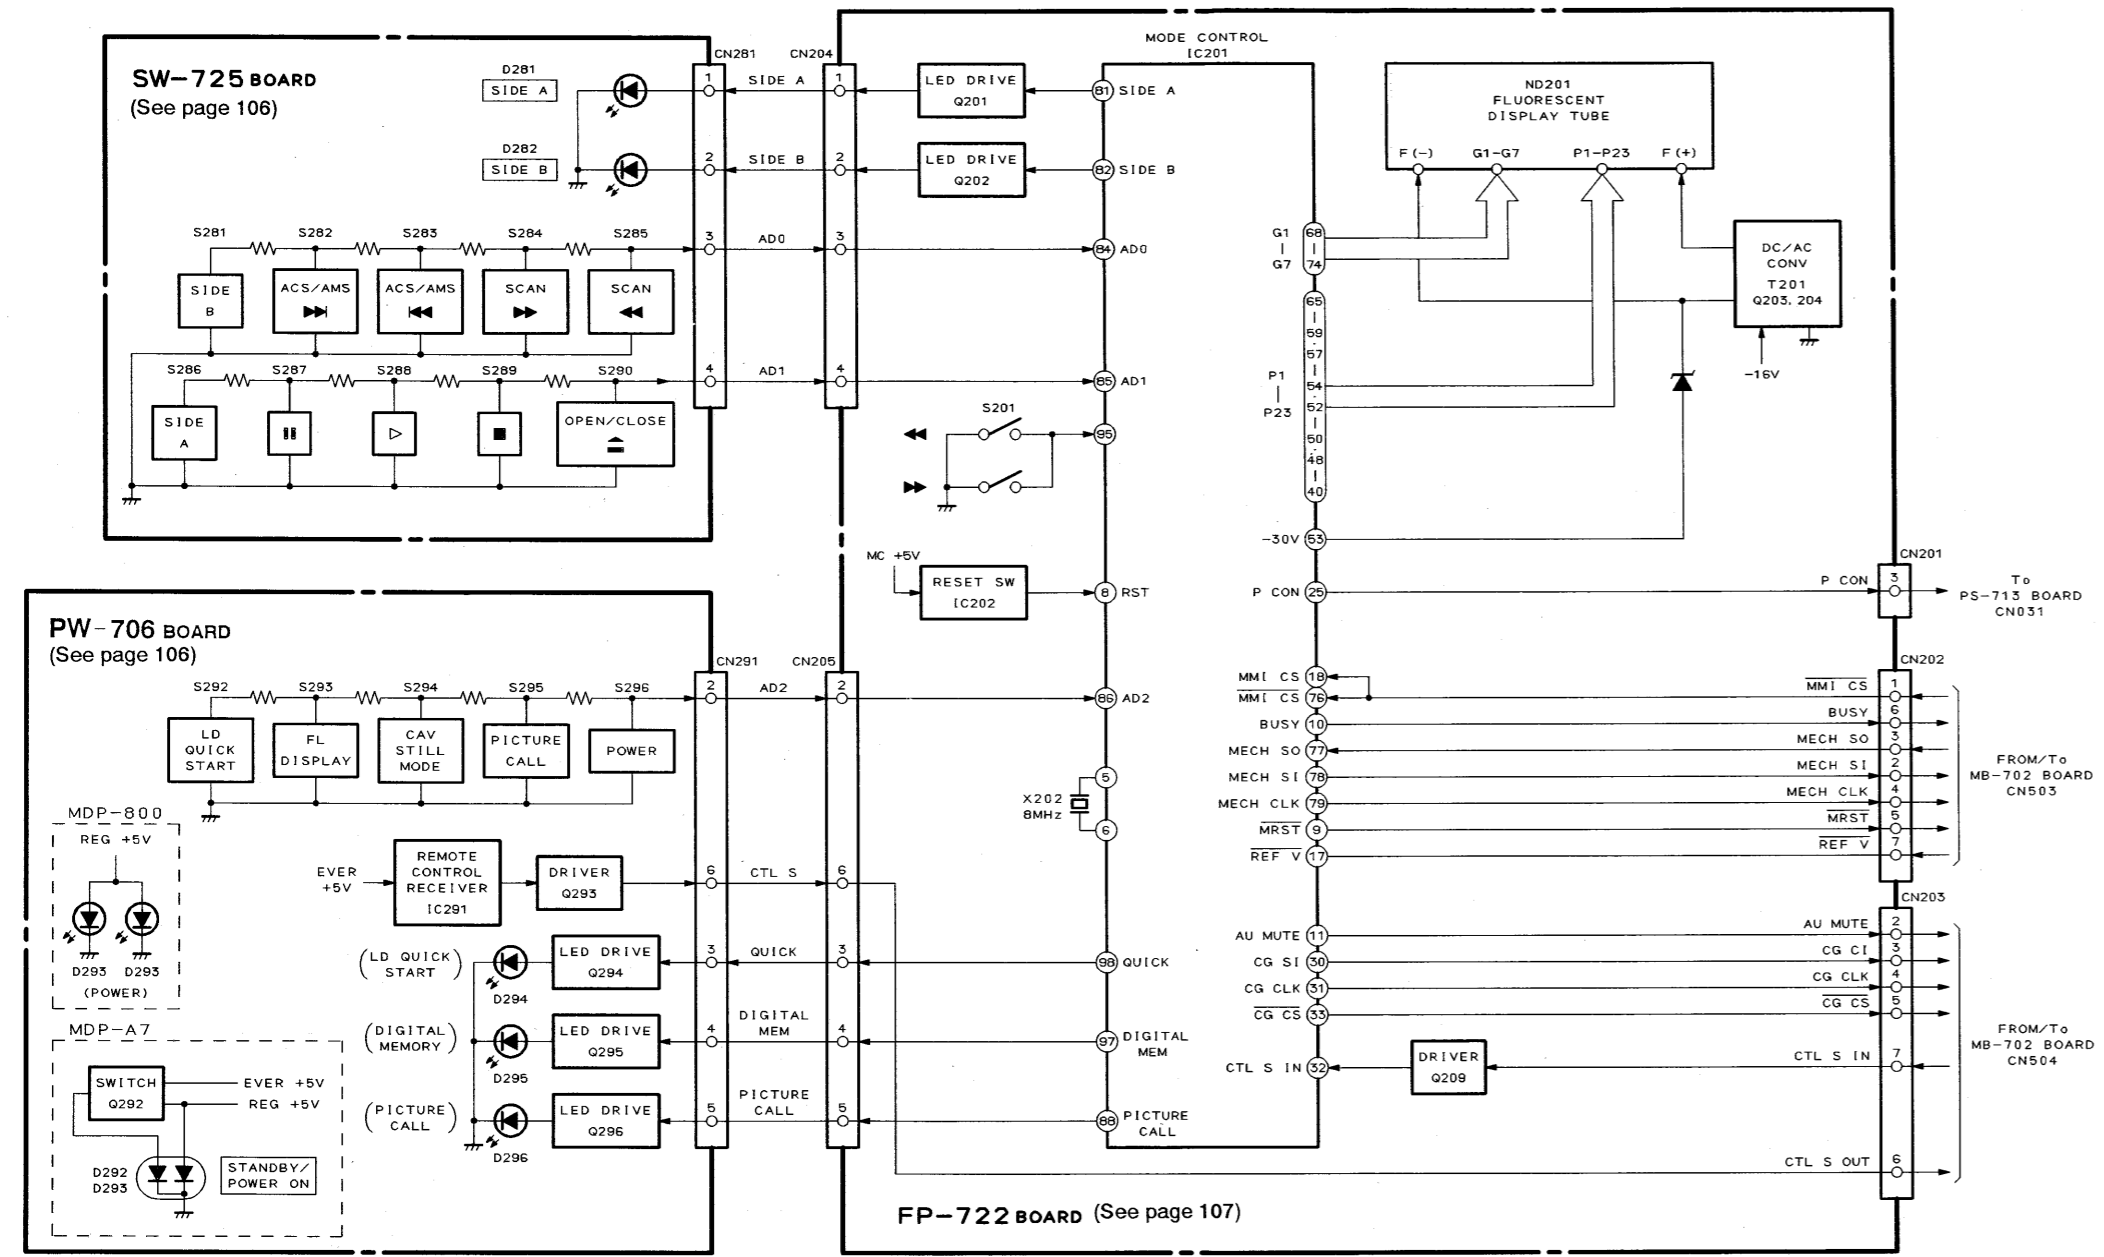 SW-725 BOARD
(See page 106)
D281
SIDE A
D282
SIDE B
CN281
1
2
3
4
SIDE A
SIDE B
AD0
AD1
CN204
1
2
3
4
S281
S282
S283
S284
S285
SIDE
B
ACS/AMS
ACS/AMS
SCAN
SCAN
S286
S287
S288
S289
S290
SIDE
A
OPEN/CLOSE
LED DRIVE
Q201
LED DRIVE
Q202
MODE CONTROL
IC201
81 SIDE A
82 SIDE B
84 AD0
85 AD1
S201
95
MC +5V
RESET SW
IC202
8 RST
86 AD2
X202
8MHz
5
6
98 QUICK
97 DIGITAL
MEM
88 PICTURE
CALL
ND201
FLUORESCENT
DISPLAY TUBE
F(-)
G1-G7
P1-P23
F(+)
DC/AC
CONV
T201
Q203, 204
-16V
G1
|
G7
68
|
74
P1
|
P23
65
|
59
57
|
54
52
|
50
48
|
40
-30V 53
P CON 25
MMI CS 18
MMI CS 76
BUSY 10
MECH SO 77
MECH SI 78
MECH CLK 79
MRST 9
REF V 17
AU MUTE 11
CG SI 30
CG CLK 31
CG CS 33
CTL S IN 32
DRIVER
Q209
CN201
P CON 3
To
PS-713 BOARD
CN031
CN202
MMI CS 1
BUSY 6
MECH SO 3
MECH SI 2
MECH CLK 4
MRST 5
REF V 7
FROM/To
MB-702 BOARD
CN503
CN203
AU MUTE 2
CG CI 3
CG CLK 4
CG CS 5
CTL S IN 7
CTL S OUT 6
FROM/To
MB-702 BOARD
CN504
PW-706 BOARD
(See page 106)
S292
S293
S294
S295
S296
LD
QUICK
START
FL
DISPLAY
CAV
STILL
MODE
PICTURE
CALL
POWER
CN291
2
6
3
4
5
AD2
CTL S
QUICK
DIGITAL
MEM
PICTURE
CALL
CN205
2
6
3
4
5
MDP-800
REG +5V
D293
D293
(POWER)
EVER
+5V
REMOTE
CONTROL
RECEIVER
IC291
DRIVER
Q293
(LD QUICK
START)
D294
LED DRIVE
Q294
(DIGITAL
MEMORY)
D295
LED DRIVE
Q295
(PICTURE
CALL)
D296
LED DRIVE
Q296
MDP-A7
SWITCH
Q292
EVER +5V
REG +5V
D292
D293
STANDBY/
POWER ON
FP-722 BOARD (See page 107)